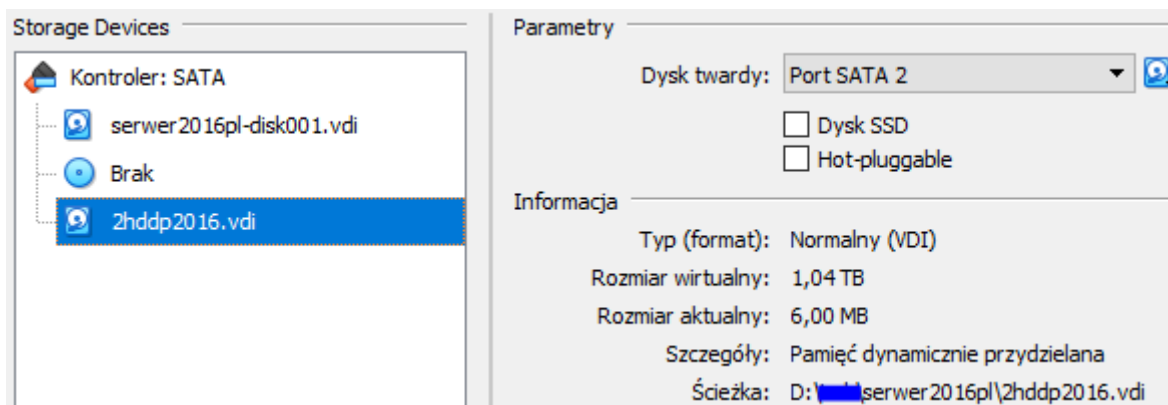 Storage Devices
Kontroler: SATA
serwer2016pl-disk001.vdi
Brak
2hddp2016.vdi
Parametry
Dysk twardy: Port SATA 2
Dysk SSD
Hot-pluggable
Informacja
Typ (format): Normalny (VDI)
Rozmiar wirtualny: 1,04 TB
Rozmiar aktualny: 6,00 MB
Szczegóły: Pamięć dynamicznie przydzielana
Ścieżka: D:\ \serwer2016pl\2hddp2016.vdi